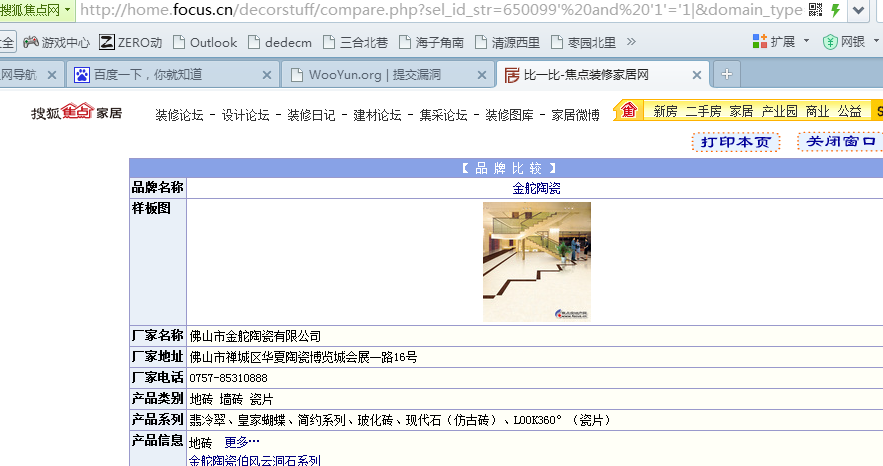 搜狐焦点网 http://home.focus.cn/decorstuff/compare.php?sel_id_str=650099'%20and%20'1'='1|&domain_type
全 游戏中心 ZERO动 Outlook dedecm 三合北巷 海子角南 清源西里 枣园北里 » 扩展 网银
网导航 百度一下，你就知道 WooYun.org | 提交漏洞 比一比-焦点装修家居网
搜狐焦点家居 装修论坛 - 设计论坛 - 装修日记 - 建材论坛 - 集采论坛 - 装修图库 - 家居微博 新房 二手房 家居 产业园 商业 公益 S
打印本页 关闭窗口
【 品 牌 比 较 】
品牌名称 金舵陶瓷
样板图
厂家名称 佛山市金舵陶瓷有限公司
厂家地址 佛山市禅城区华夏陶瓷博览城会展一路16号
厂家电话 0757-85310888
产品类别 地砖 墙砖 瓷片
产品系列 翡冷翠、皇家蝴蝶、简约系列、玻化砖、现代石（仿古砖）、LOOK360°（瓷片）
产品信息 地砖 更多…
金舵陶瓷伯风云洞石系列